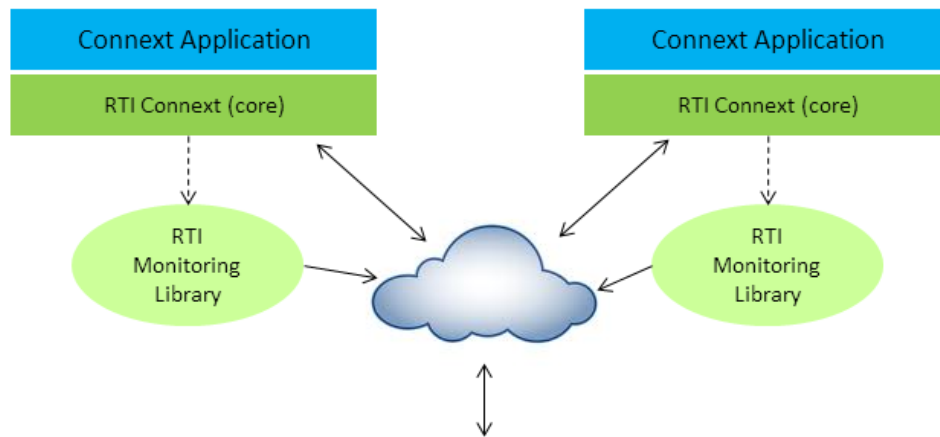 Connext Application
Connext Application
RTI Connext (core)
RTI Connext (core)
RTI
Monitoring
Library
RTI
Monitoring
Library